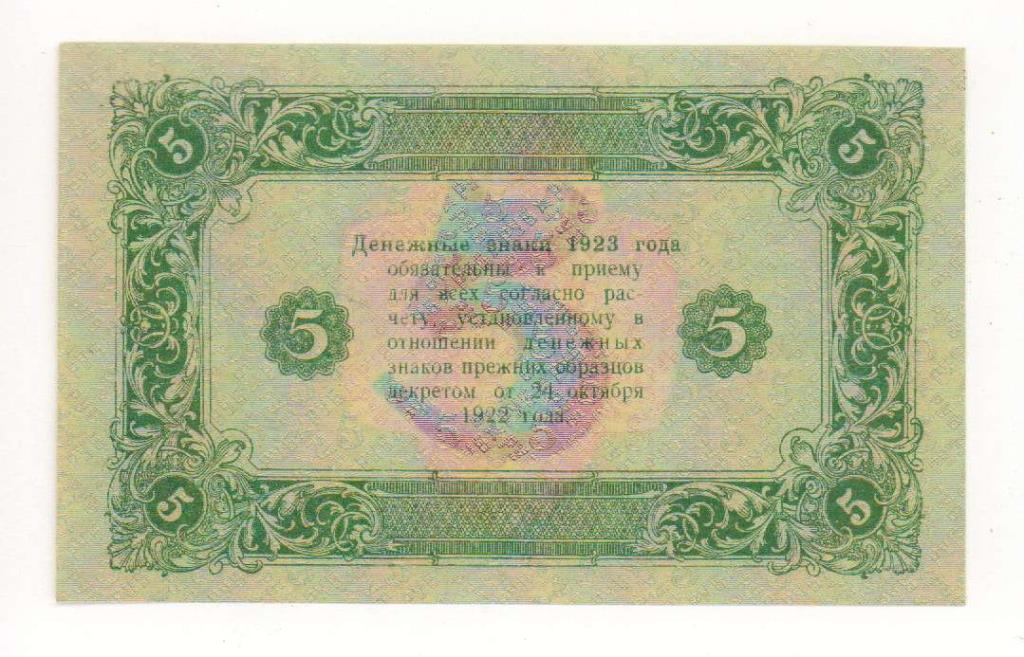 5 5
Денежные знаки 1923 года
обязательны к приему
для всех согласно рас-
чету, установленному в
5 5
отношении денежных
знаков прежних образцов
декретом от 24 октября
1922 года.
5 5